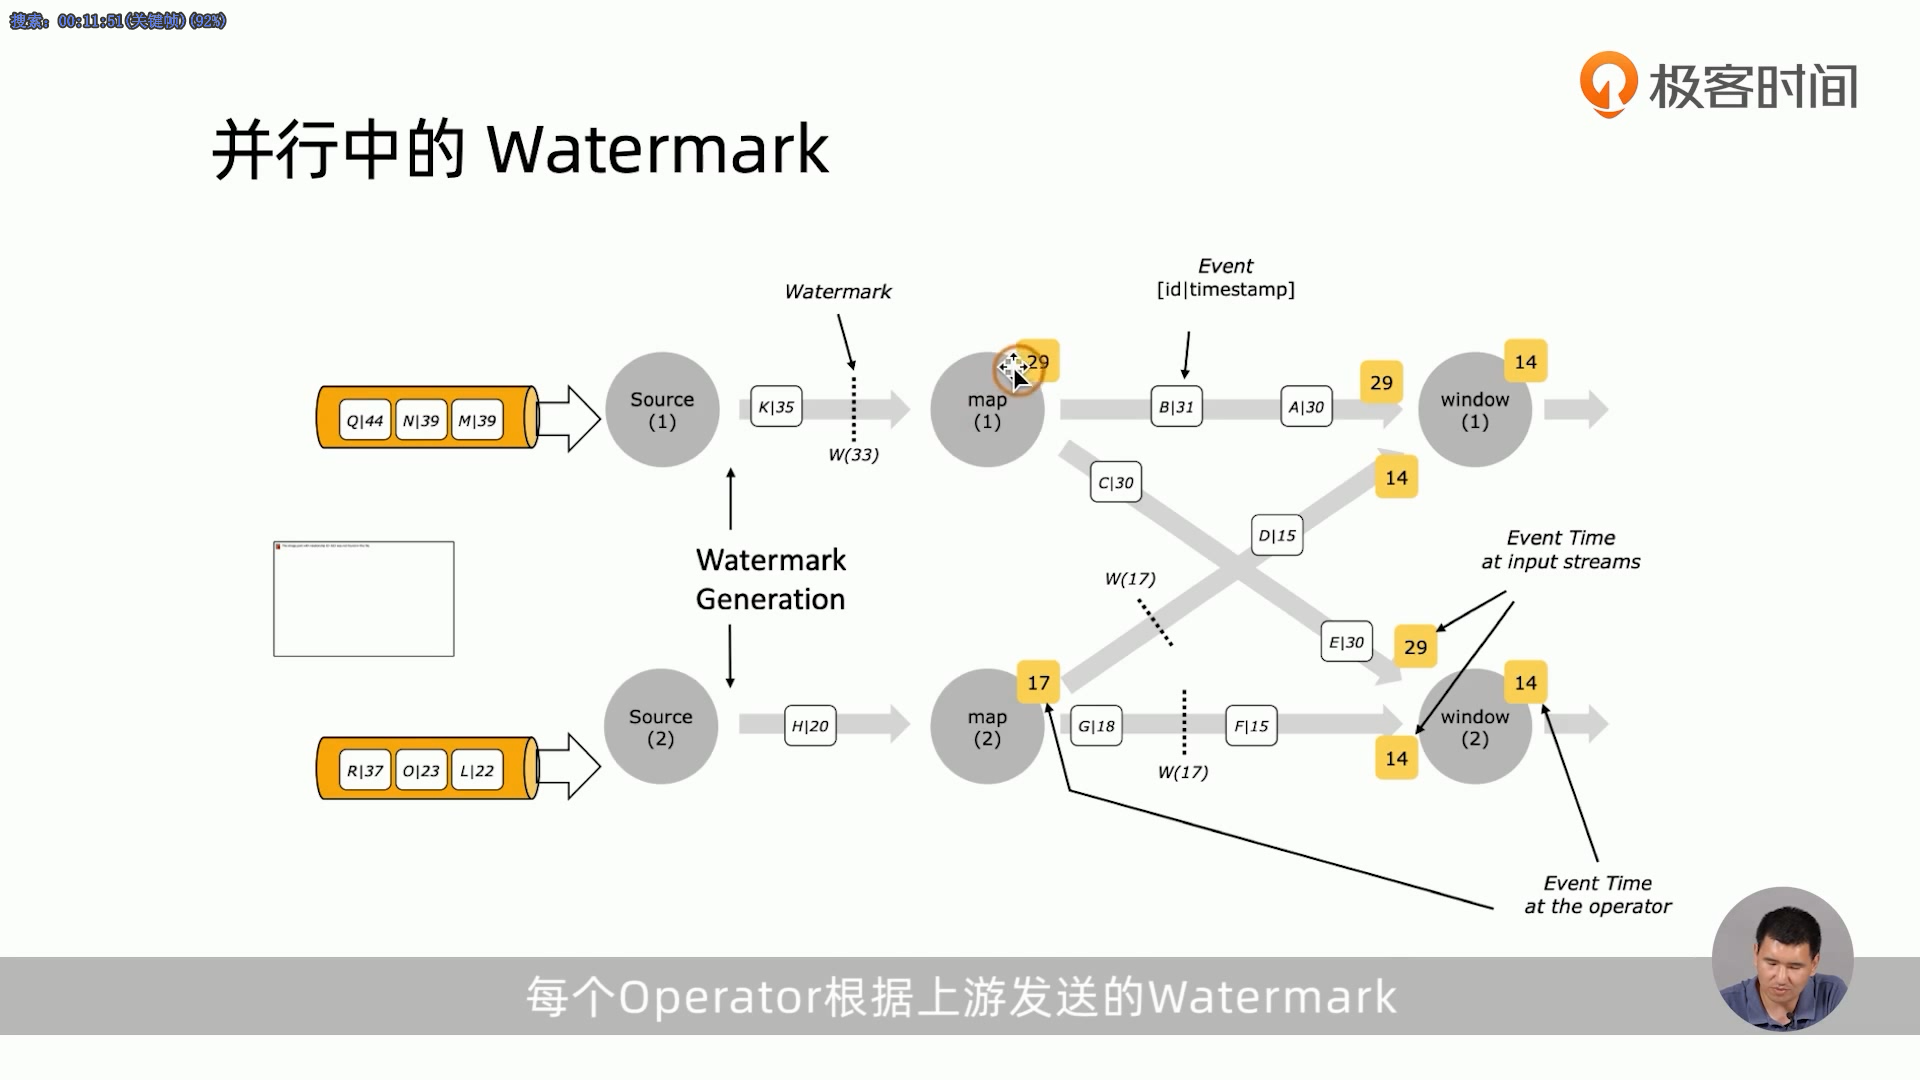 搜索：00:11:51(关键帧)(92%)
极客时间
并行中的 Watermark
Event
[id|timestamp]
Watermark
29
14
29
Q|44
N|39
M|39
Source
(1)
K|35
map
(1)
B|31
A|30
window
(1)
W(33)
C|30
14
D|15
Event Time
at input streams
Watermark
Generation
W(17)
E|30
29
17
14
R|37
O|23
L|22
Source
(2)
H|20
map
(2)
G|18
F|15
window
(2)
14
W(17)
Event Time
at the operator
每个Operator根据上游发送的Watermark